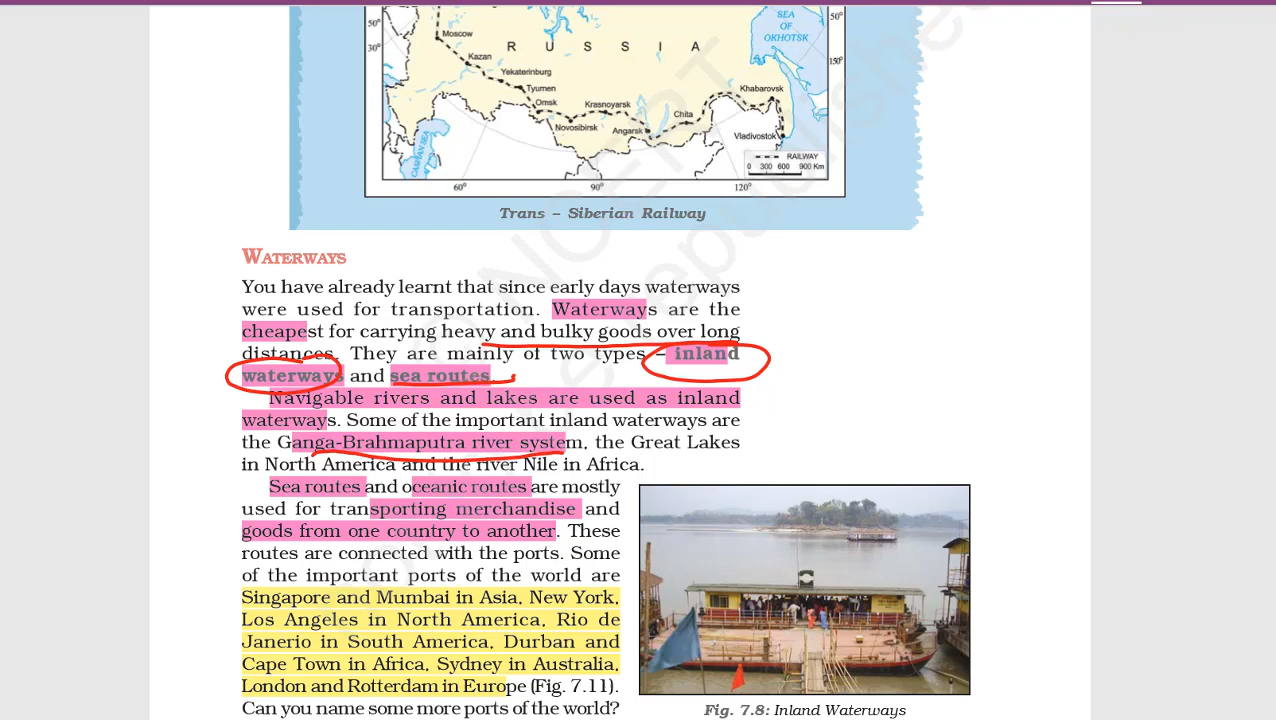 50°
30°
Moscow
Kazan
Yekaterinburg
Tyumen
Omsk
Novosibirsk
Krasnoyarsk
Angarsk
Chita
Khabarovsk
Vladivostok
R U S S I A
SEA
OF
OKHOTSK
50°
150°
CASPIAN SEA
RAILWAY
0 300 600 900 Km
60°
90°
120°
Trans – Siberian Railway
WATERWAYS
You have already learnt that since early days waterways
were used for transportation. Waterways are the
cheapest for carrying heavy and bulky goods over long
distances. They are mainly of two types – inland
waterways and sea routes.
Navigable rivers and lakes are used as inland
waterways. Some of the important inland waterways are
the Ganga-Brahmaputra river system, the Great Lakes
in North America and the river Nile in Africa.
Sea routes and oceanic routes are mostly
used for transporting merchandise and
goods from one country to another. These
routes are connected with the ports. Some
of the important ports of the world are
Singapore and Mumbai in Asia, New York,
Los Angeles in North America, Rio de
Janerio in South America, Durban and
Cape Town in Africa, Sydney in Australia,
London and Rotterdam in Europe (Fig. 7.11).
Can you name some more ports of the world?
Fig. 7.8: Inland Waterways